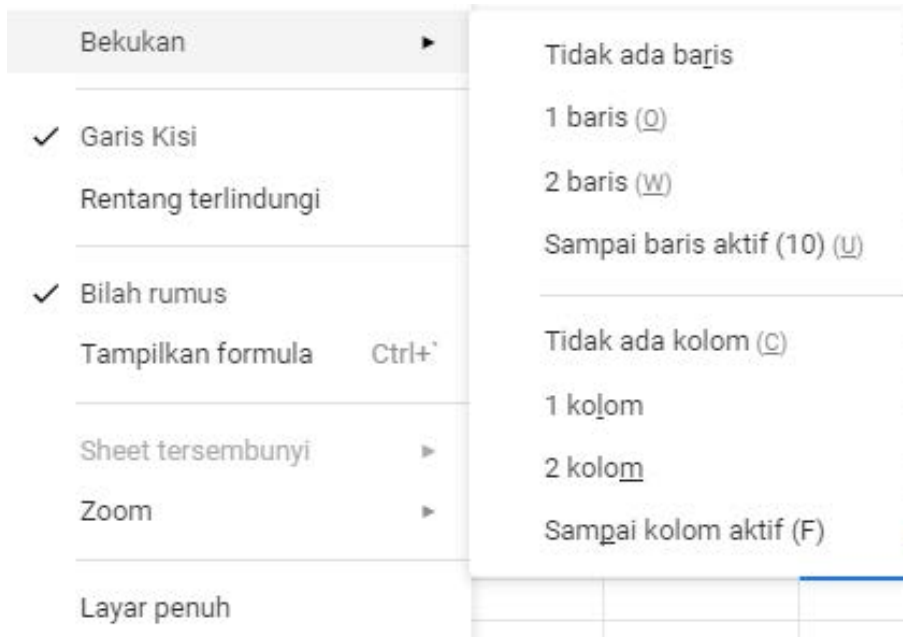 Bekukan
Garis Kisi
Rentang terlindungi
Bilah rumus
Tampilkan formula Ctrl+`
Sheet tersembunyi
Zoom
Layar penuh
Tidak ada baris
1 baris (O)
2 baris (W)
Sampai baris aktif (10) (U)
Tidak ada kolom (C)
1 kolom
2 kolom
Sampai kolom aktif (F)